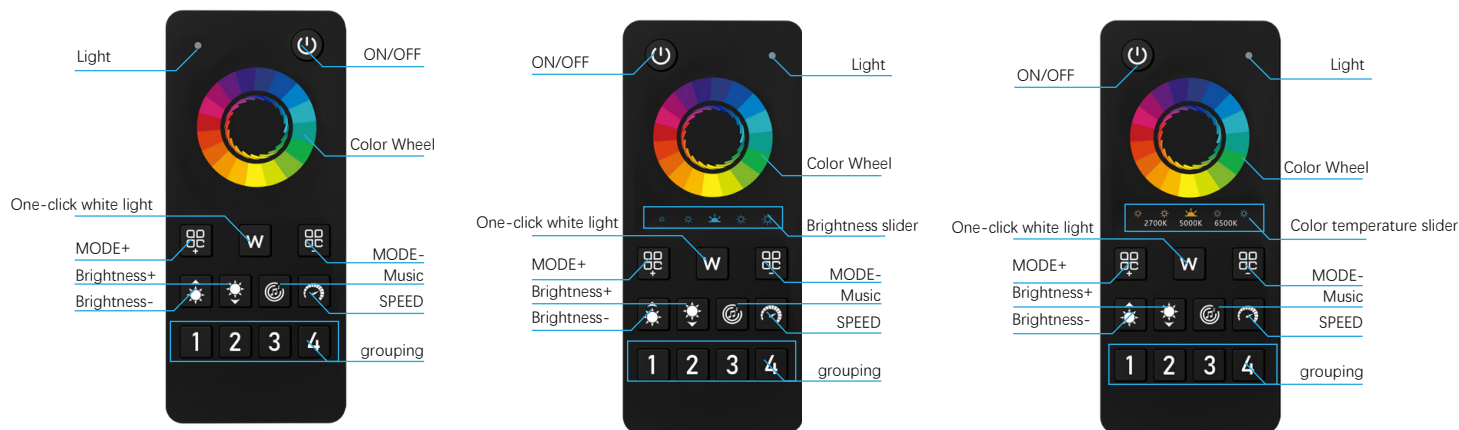 Light
ON/OFF
Color Wheel
One-click white light
W
MODE+
MODE-
Brightness+
Music
Brightness-
SPEED
1 2 3 4
grouping
ON/OFF
Light
Color Wheel
Brightness slider
One-click white light
W
MODE+
MODE-
Brightness+
Music
Brightness-
SPEED
1 2 3 4
grouping
Light
ON/OFF
Color Wheel
2700K 5000K 6500K
Color temperature slider
One-click white light
W
MODE+
MODE-
Brightness+
Music
Brightness-
SPEED
1 2 3 4
grouping